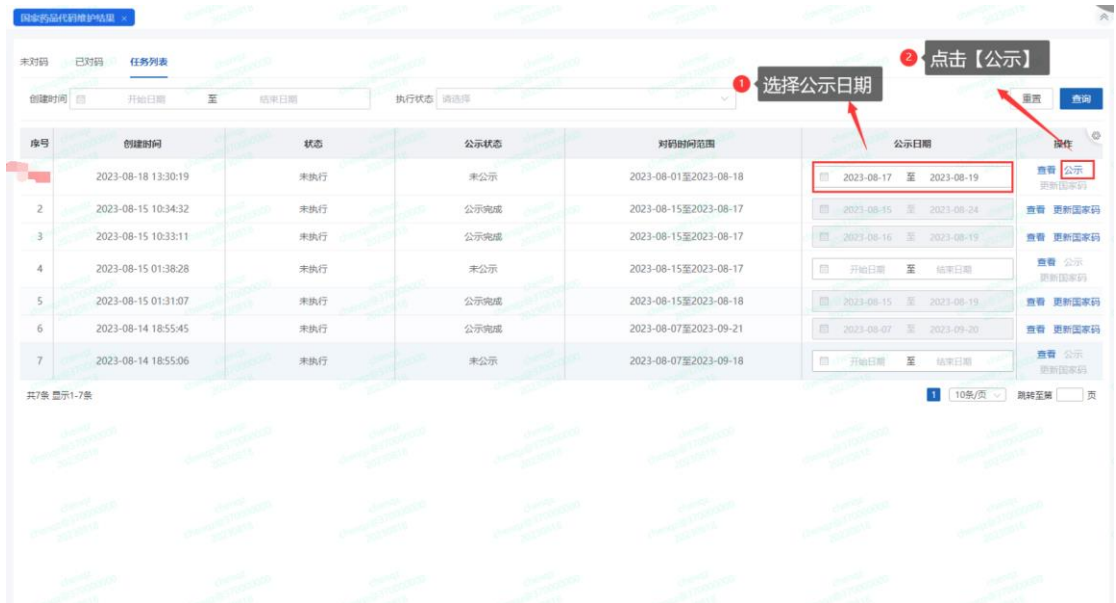 国家药品代码维护结果 ×
未对码 已对码 任务列表
2 点击【公示】
1 选择公示日期
创建时间 开始日期 至 结束日期 执行状态 请选择 重置 查询
序号 创建时间 状态 公示状态 对码时间范围 公示日期 操作
2023-08-18 13:30:19 未执行 未公示 2023-08-01至2023-08-18 2023-08-17 至 2023-08-19 查看 公示
更新国家码
2 2023-08-15 10:34:32 未执行 公示完成 2023-08-15至2023-08-17 2023-08-15 至 2023-08-24 查看 更新国家码
3 2023-08-15 10:33:11 未执行 公示完成 2023-08-15至2023-08-17 2023-08-16 至 2023-08-19 查看 更新国家码
4 2023-08-15 01:38:28 未执行 未公示 2023-08-15至2023-08-17 开始日期 至 结束日期 查看 公示
更新国家码
5 2023-08-15 01:31:07 未执行 公示完成 2023-08-15至2023-08-18 2023-08-15 至 2023-08-19 查看 更新国家码
6 2023-08-14 18:55:45 未执行 公示完成 2023-08-07至2023-09-21 2023-08-07 至 2023-09-20 查看 更新国家码
7 2023-08-14 18:55:06 未执行 未公示 2023-08-07至2023-09-18 开始日期 至 结束日期 查看 公示
更新国家码
共7条 显示1-7条 1 10条/页 跳转至第 页